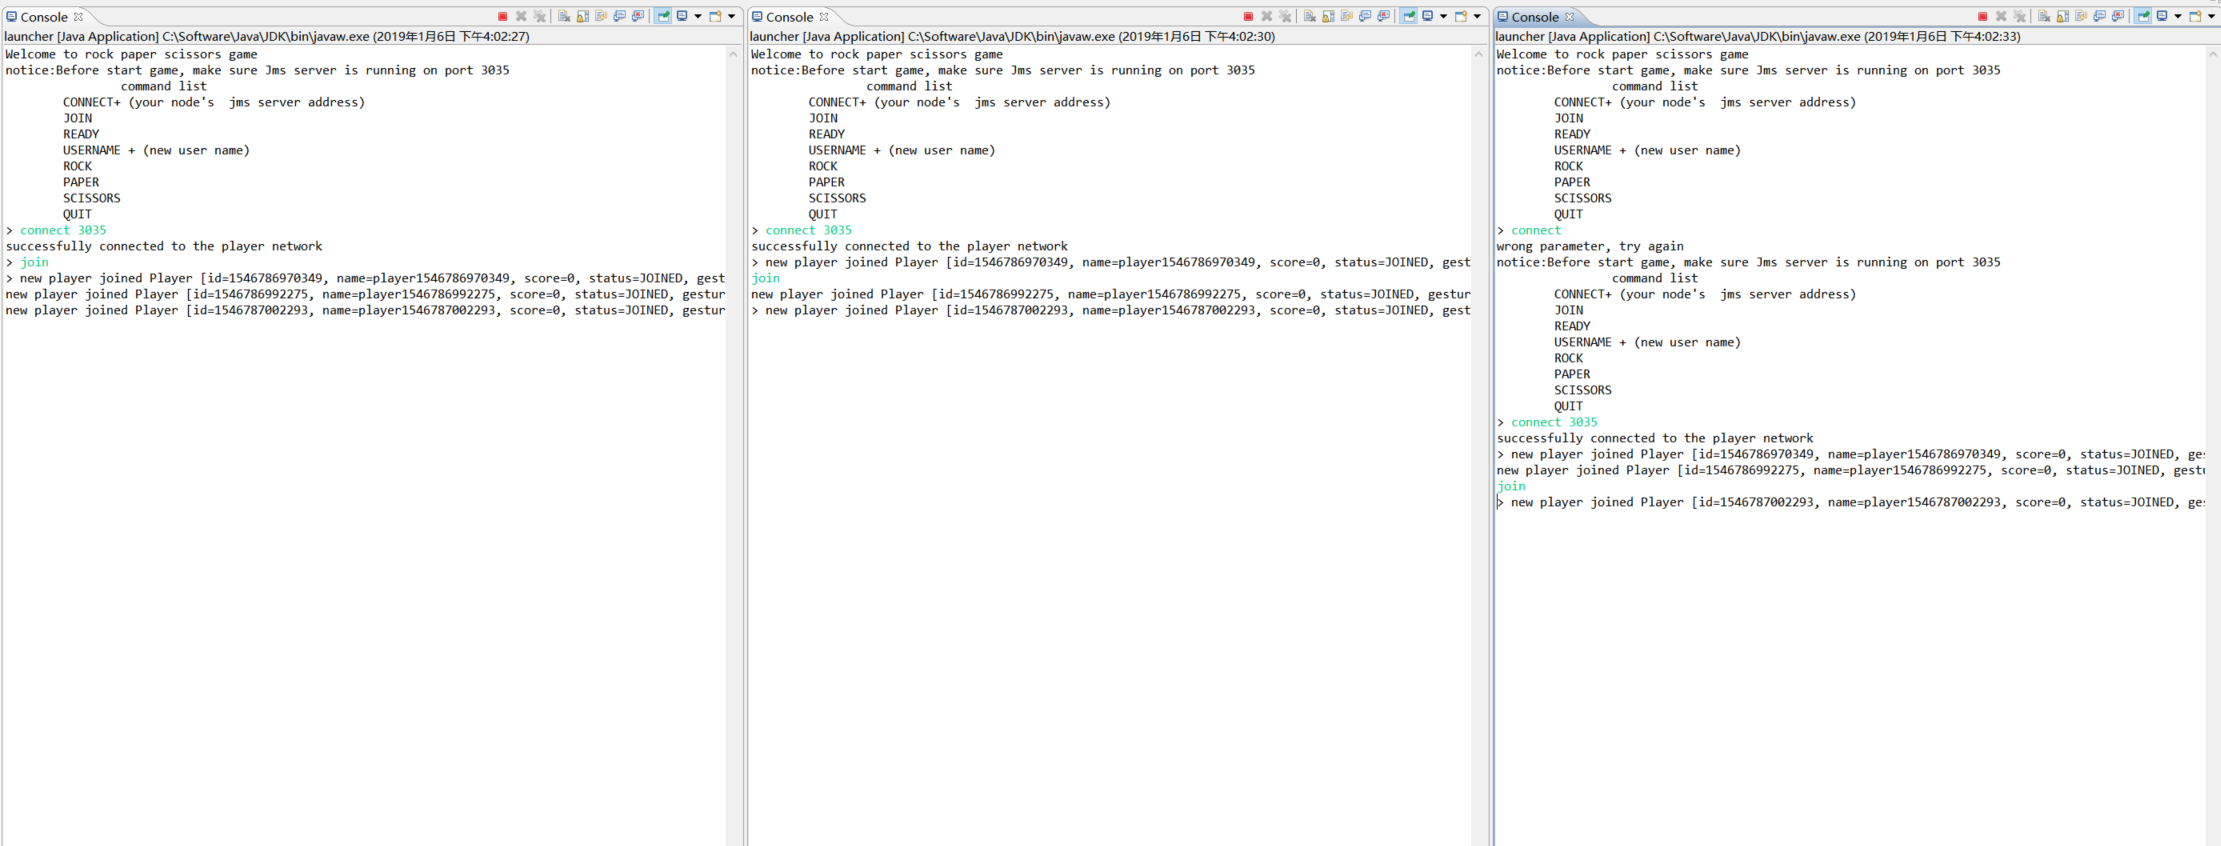 Console
launcher [Java Application] C:\Software\Java\JDK\bin\javaw.exe (2019年1月6日 下午4:02:27)
Welcome to rock paper scissors game
notice:Before start game, make sure Jms server is running on port 3035
command list
CONNECT+ (your node's  jms server address)
JOIN
READY
USERNAME + (new user name)
ROCK
PAPER
SCISSORS
QUIT
> connect 3035
successfully connected to the player network
> join
> new player joined Player [id=1546786970349, name=player1546786970349, score=0, status=JOINED, gest
new player joined Player [id=1546786992275, name=player1546786992275, score=0, status=JOINED, gestur
new player joined Player [id=1546787002293, name=player1546787002293, score=0, status=JOINED, gestur
Console
launcher [Java Application] C:\Software\Java\JDK\bin\javaw.exe (2019年1月6日 下午4:02:30)
Welcome to rock paper scissors game
notice:Before start game, make sure Jms server is running on port 3035
command list
CONNECT+ (your node's  jms server address)
JOIN
READY
USERNAME + (new user name)
ROCK
PAPER
SCISSORS
QUIT
> connect 3035
successfully connected to the player network
> new player joined Player [id=1546786970349, name=player1546786970349, score=0, status=JOINED, gest
join
new player joined Player [id=1546786992275, name=player1546786992275, score=0, status=JOINED, gestur
> new player joined Player [id=1546787002293, name=player1546787002293, score=0, status=JOINED, gest
Console
launcher [Java Application] C:\Software\Java\JDK\bin\javaw.exe (2019年1月6日 下午4:02:33)
Welcome to rock paper scissors game
notice:Before start game, make sure Jms server is running on port 3035
command list
CONNECT+ (your node's  jms server address)
JOIN
READY
USERNAME + (new user name)
ROCK
PAPER
SCISSORS
QUIT
> connect
wrong parameter, try again
notice:Before start game, make sure Jms server is running on port 3035
command list
CONNECT+ (your node's  jms server address)
JOIN
READY
USERNAME + (new user name)
ROCK
PAPER
SCISSORS
QUIT
> connect 3035
successfully connected to the player network
> new player joined Player [id=1546786970349, name=player1546786970349, score=0, status=JOINED, ges
new player joined Player [id=1546786992275, name=player1546786992275, score=0, status=JOINED, gestu
join
> new player joined Player [id=1546787002293, name=player1546787002293, score=0, status=JOINED, ges